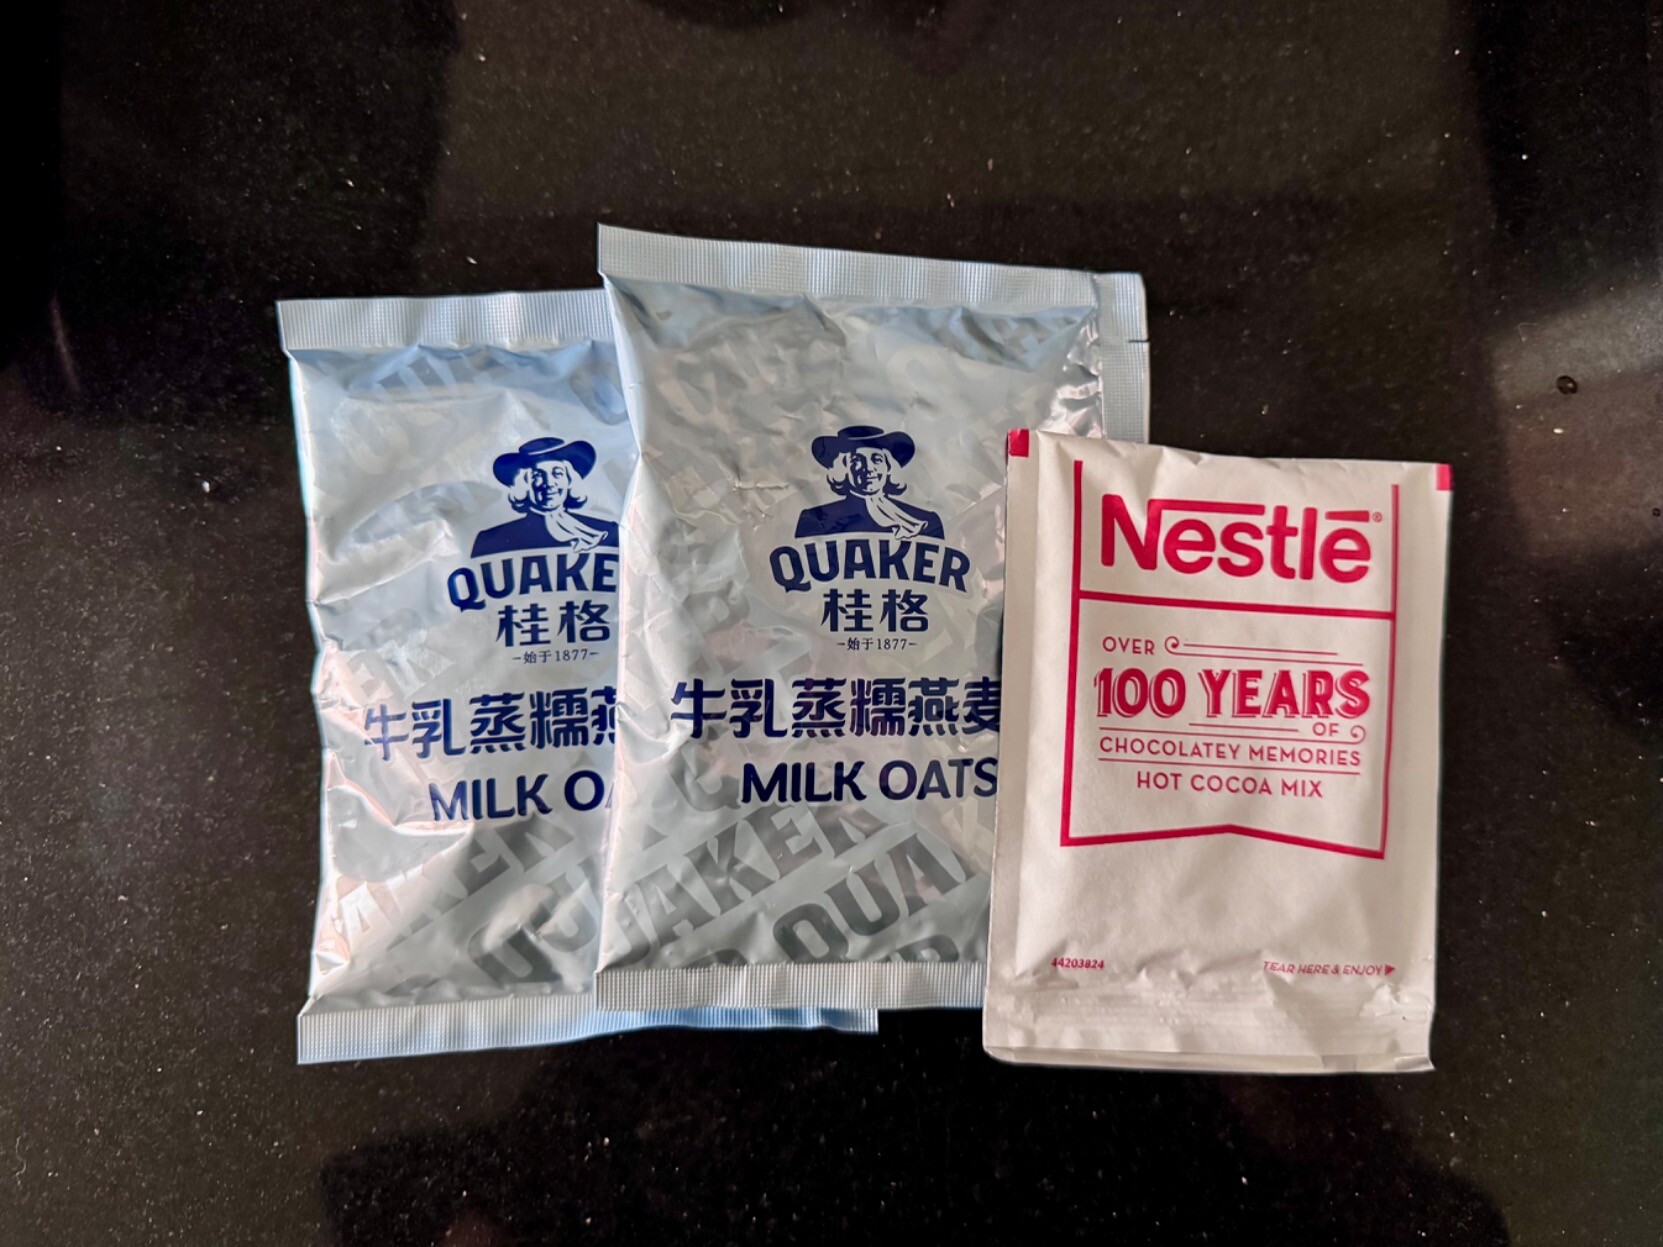 QUAKE
桂格
–始于1877–
牛乳蒸糯燕
MILK OA
QUAKER
桂格
–始于1877–
牛乳蒸糯燕麦
MILK OATS
QUAKER
QUA
Nestlé®
OVER
100 YEARS
OF
CHOCOLATEY MEMORIES
HOT COCOA MIX
44203824
TEAR HERE & ENJOY